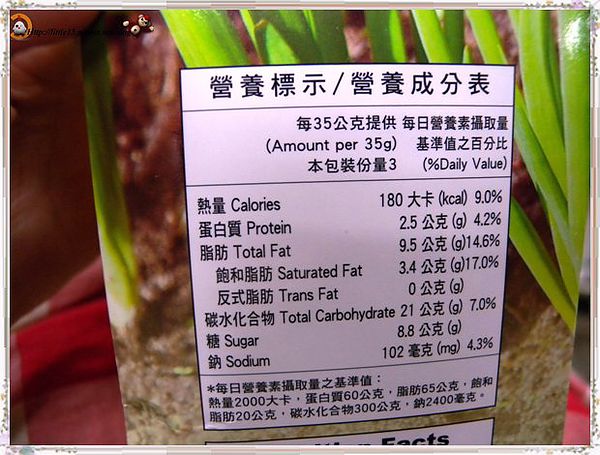 營養標示/營養成分表
每35公克提供 每日營養素攝取量
(Amount per 35g) 基準值之百分比
本包裝份量3 (%Daily Value)
熱量 Calories 180 大卡 (kcal) 9.0%
蛋白質 Protein 2.5 公克 (g) 4.2%
脂肪 Total Fat 9.5 公克 (g)14.6%
飽和脂肪 Saturated Fat 3.4 公克 (g)17.0%
反式脂肪 Trans Fat 0 公克 (g)
碳水化合物 Total Carbohydrate 21 公克 (g) 7.0%
糖 Sugar 8.8 公克 (g)
鈉 Sodium 102 毫克 (mg) 4.3%
*每日營養素攝取量之基準值：
熱量2000大卡，蛋白質60公克，脂肪65公克，飽和
脂肪20公克，碳水化合物300公克，鈉2400毫克。
Facts